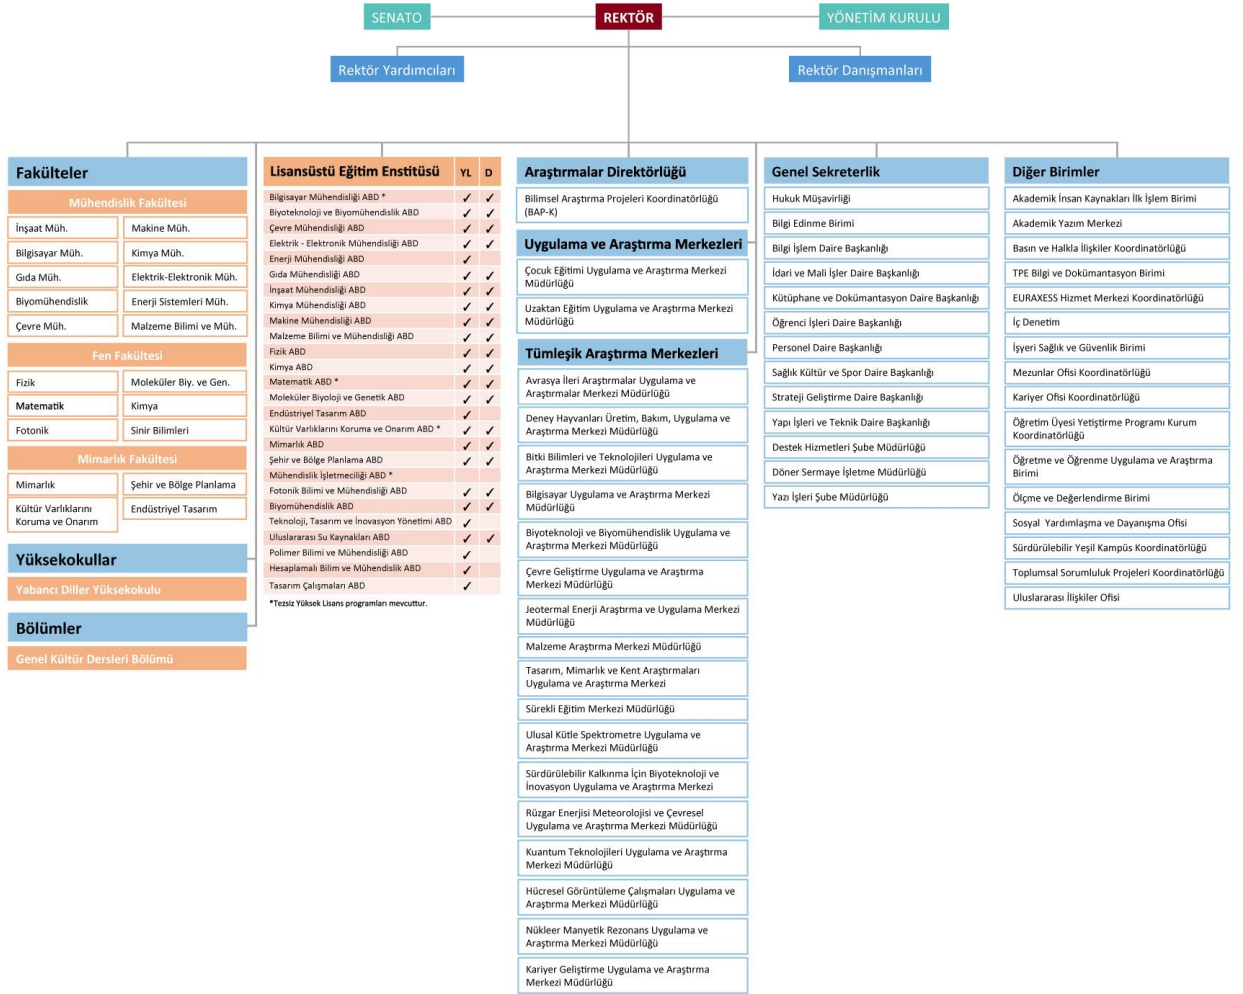 SENATO
REKTÖR
YÖNETİM KURULU
Rektör Yardımcıları
Rektör Danışmanları
Fakülteler
Mühendislik Fakültesi
İnşaat Müh.
Makine Müh.
Bilgisayar Müh.
Kimya Müh.
Gıda Müh.
Elektrik-Elektronik Müh.
Biyomühendislik
Enerji Sistemleri Müh.
Çevre Müh.
Malzeme Bilimi ve Müh.
Fen Fakültesi
Fizik
Moleküler Biy. ve Gen.
Matematik
Kimya
Fotonik
Sinir Bilimleri
Mimarlık Fakültesi
Mimarlık
Şehir ve Bölge Planlama
Kültür Varlıklarını
Koruma ve Onarım
Endüstriyel Tasarım
Yüksekokullar
Yabancı Diller Yüksekokulu
Bölümler
Genel Kültür Dersleri Bölümü
Lisansüstü Eğitim Enstitüsü YL D
Bilgisayar Mühendisliği ABD * ✓ ✓
Biyoteknoloji ve Biyomühendislik ABD ✓ ✓
Çevre Mühendisliği ABD ✓ ✓
Elektrik - Elektronik Mühendisliği ABD ✓ ✓
Enerji Mühendisliği ABD ✓
Gıda Mühendisliği ABD ✓ ✓
İnşaat Mühendisliği ABD ✓ ✓
Kimya Mühendisliği ABD ✓ ✓
Makine Mühendisliği ABD ✓ ✓
Malzeme Bilimi ve Mühendisliği ABD ✓ ✓
Fizik ABD ✓ ✓
Kimya ABD ✓ ✓
Matematik ABD * ✓ ✓
Moleküler Biyoloji ve Genetik ABD ✓ ✓
Endüstriyel Tasarım ABD ✓
Kültür Varlıklarını Koruma ve Onarım ABD * ✓ ✓
Mimarlık ABD ✓ ✓
Şehir ve Bölge Planlama ABD ✓ ✓
Mühendislik İşletmeciliği ABD *
Fotonik Bilimi ve Mühendisliği ABD ✓ ✓
Biyomühendislik ABD ✓ ✓
Teknoloji, Tasarım ve İnovasyon Yönetimi ABD ✓
Uluslararası Su Kaynakları ABD ✓ ✓
Polimer Bilimi ve Mühendisliği ABD ✓
Hesaplamalı Bilim ve Mühendislik ABD ✓
Tasarım Çalışmaları ABD ✓
*Tezsiz Yüksek Lisans programları mevcuttur.
Araştırmalar Direktörlüğü
Bilimsel Araştırma Projeleri Koordinatörlüğü
(BAP-K)
Uygulama ve Araştırma Merkezleri
Çocuk Eğitimi Uygulama ve Araştırma Merkezi
Müdürlüğü
Uzaktan Eğitim Uygulama ve Araştırma Merkezi
Müdürlüğü
Tümleşik Araştırma Merkezleri
Avrasya İleri Araştırmalar Uygulama ve
Araştırmalar Merkezi Müdürlüğü
Deney Hayvanları Üretim, Bakım, Uygulama ve
Araştırma Merkezi Müdürlüğü
Bitki Bilimleri ve Teknolojileri Uygulama ve
Araştırma Merkezi Müdürlüğü
Bilgisayar Uygulama ve Araştırma Merkezi
Müdürlüğü
Biyoteknoloji ve Biyomühendislik Uygulama ve
Araştırma Merkezi Müdürlüğü
Çevre Geliştirme Uygulama ve Araştırma
Merkezi Müdürlüğü
Jeotermal Enerji Araştırma ve Uygulama Merkezi
Müdürlüğü
Malzeme Araştırma Merkezi Müdürlüğü
Tasarım, Mimarlık ve Kent Araştırmaları
Uygulama ve Araştırma Merkezi
Sürekli Eğitim Merkezi Müdürlüğü
Ulusal Kütle Spektrometre Uygulama ve
Araştırma Merkezi Müdürlüğü
Sürdürülebilir Kalkınma İçin Biyoteknoloji ve
İnovasyon Uygulama ve Araştırma Merkezi
Rüzgar Enerjisi Meteorolojisi ve Çevresel
Uygulama ve Araştırma Merkezi Müdürlüğü
Kuantum Teknolojileri Uygulama ve Araştırma
Merkezi Müdürlüğü
Hücresel Görüntüleme Çalışmaları Uygulama ve
Araştırma Merkezi Müdürlüğü
Nükleer Manyetik Rezonans Uygulama ve
Araştırma Merkezi Müdürlüğü
Kariyer Geliştirme Uygulama ve Araştırma
Merkezi Müdürlüğü
Genel Sekreterlik
Hukuk Müşavirliği
Bilgi Edinme Birimi
Bilgi İşlem Daire Başkanlığı
İdari ve Mali İşler Daire Başkanlığı
Kütüphane ve Dokümantasyon Daire Başkanlığı
Öğrenci İşleri Daire Başkanlığı
Personel Daire Başkanlığı
Sağlık Kültür ve Spor Daire Başkanlığı
Strateji Geliştirme Daire Başkanlığı
Yapı İşleri ve Teknik Daire Başkanlığı
Destek Hizmetleri Şube Müdürlüğü
Döner Sermaye İşletme Müdürlüğü
Yazı İşleri Şube Müdürlüğü
Diğer Birimler
Akademik İnsan Kaynakları İlk İşlem Birimi
Akademik Yazım Merkezi
Basın ve Halkla İlişkiler Koordinatörlüğü
TPE Bilgi ve Dokümantasyon Birimi
EURAXESS Hizmet Merkezi Koordinatörlüğü
İç Denetim
İşyeri Sağlık ve Güvenlik Birimi
Mezunlar Ofisi Koordinatörlüğü
Kariyer Ofisi Koordinatörlüğü
Öğretim Üyesi Yetiştirme Programı Kurum
Koordinatörlüğü
Öğretme ve Öğrenme Uygulama ve Araştırma
Birimi
Ölçme ve Değerlendirme Birimi
Sosyal Yardımlaşma ve Dayanışma Ofisi
Sürdürülebilir Yeşil Kampüs Koordinatörlüğü
Toplumsal Sorumluluk Projeleri Koordinatörlüğü
Uluslararası İlişkiler Ofisi